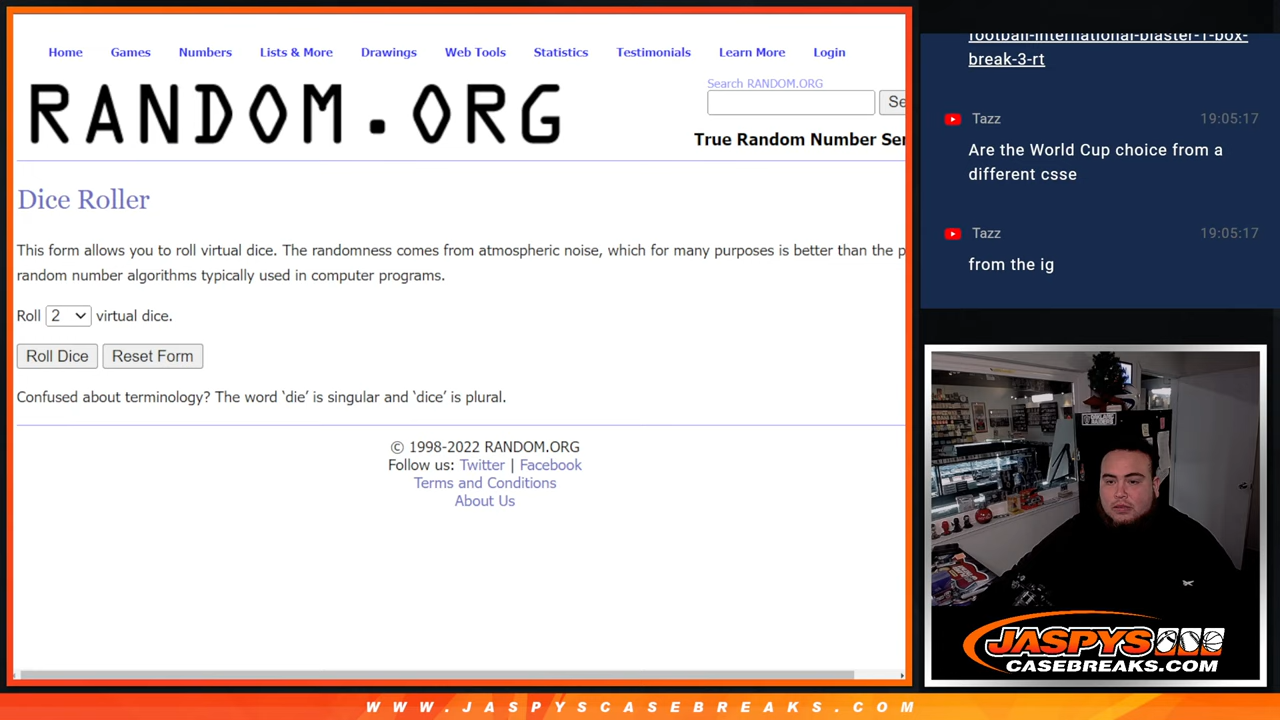 Home Games Numbers Lists & More Drawings Web Tools Statistics Testimonials Learn More Login
RANDOM.ORG
Search RANDOM.ORG
Se
True Random Number Ser
Dice Roller
This form allows you to roll virtual dice. The randomness comes from atmospheric noise, which for many purposes is better than the p
random number algorithms typically used in computer programs.
Roll 2 virtual dice.
Roll Dice Reset Form
Confused about terminology? The word ‘die’ is singular and ‘dice’ is plural.
© 1998-2022 RANDOM.ORG
Follow us: Twitter | Facebook
Terms and Conditions
About Us
football-international-blaster-1-box-
break-3-rt
Tazz 19:05:17
Are the World Cup choice from a
different csse
Tazz 19:05:17
from the ig
JASPYS
CASEBREAKS.COM
WWW.JASPYSCASEBREAKS.COM